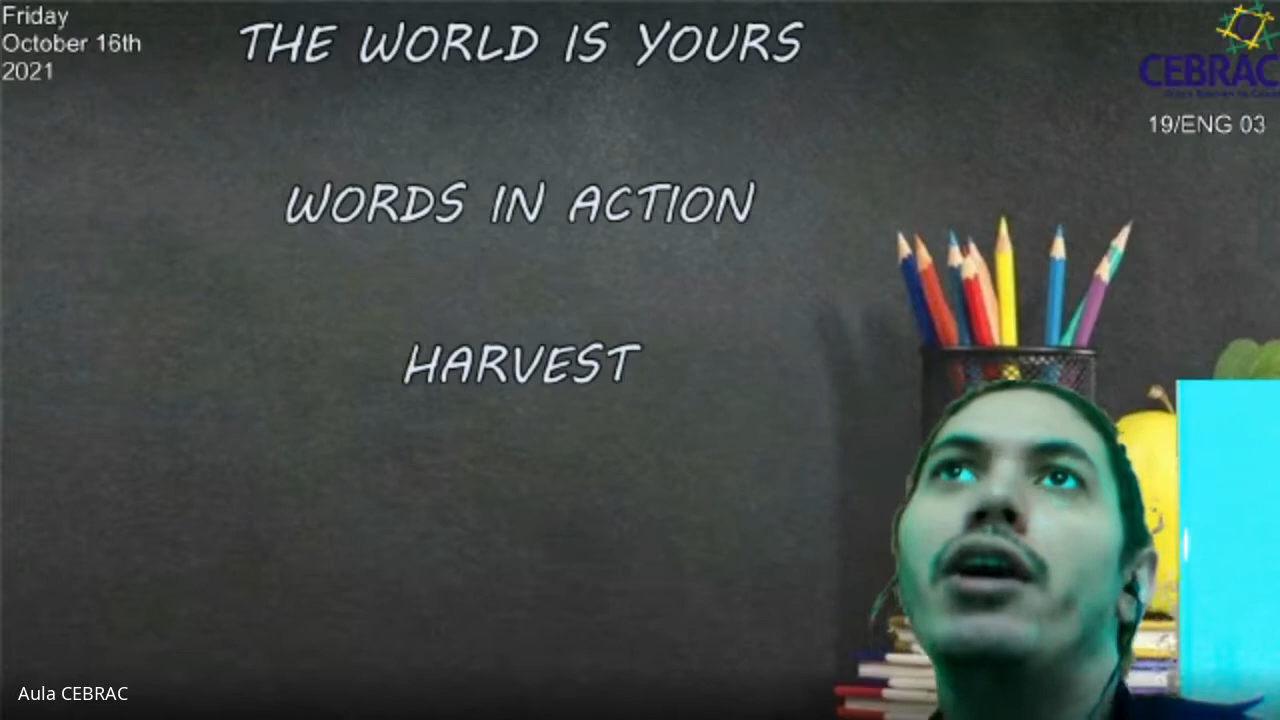 Friday
October 16th
2021
THE WORLD IS YOURS
CEBRAC
19/ENG 03
WORDS IN ACTION
HARVEST
Aula CEBRAC